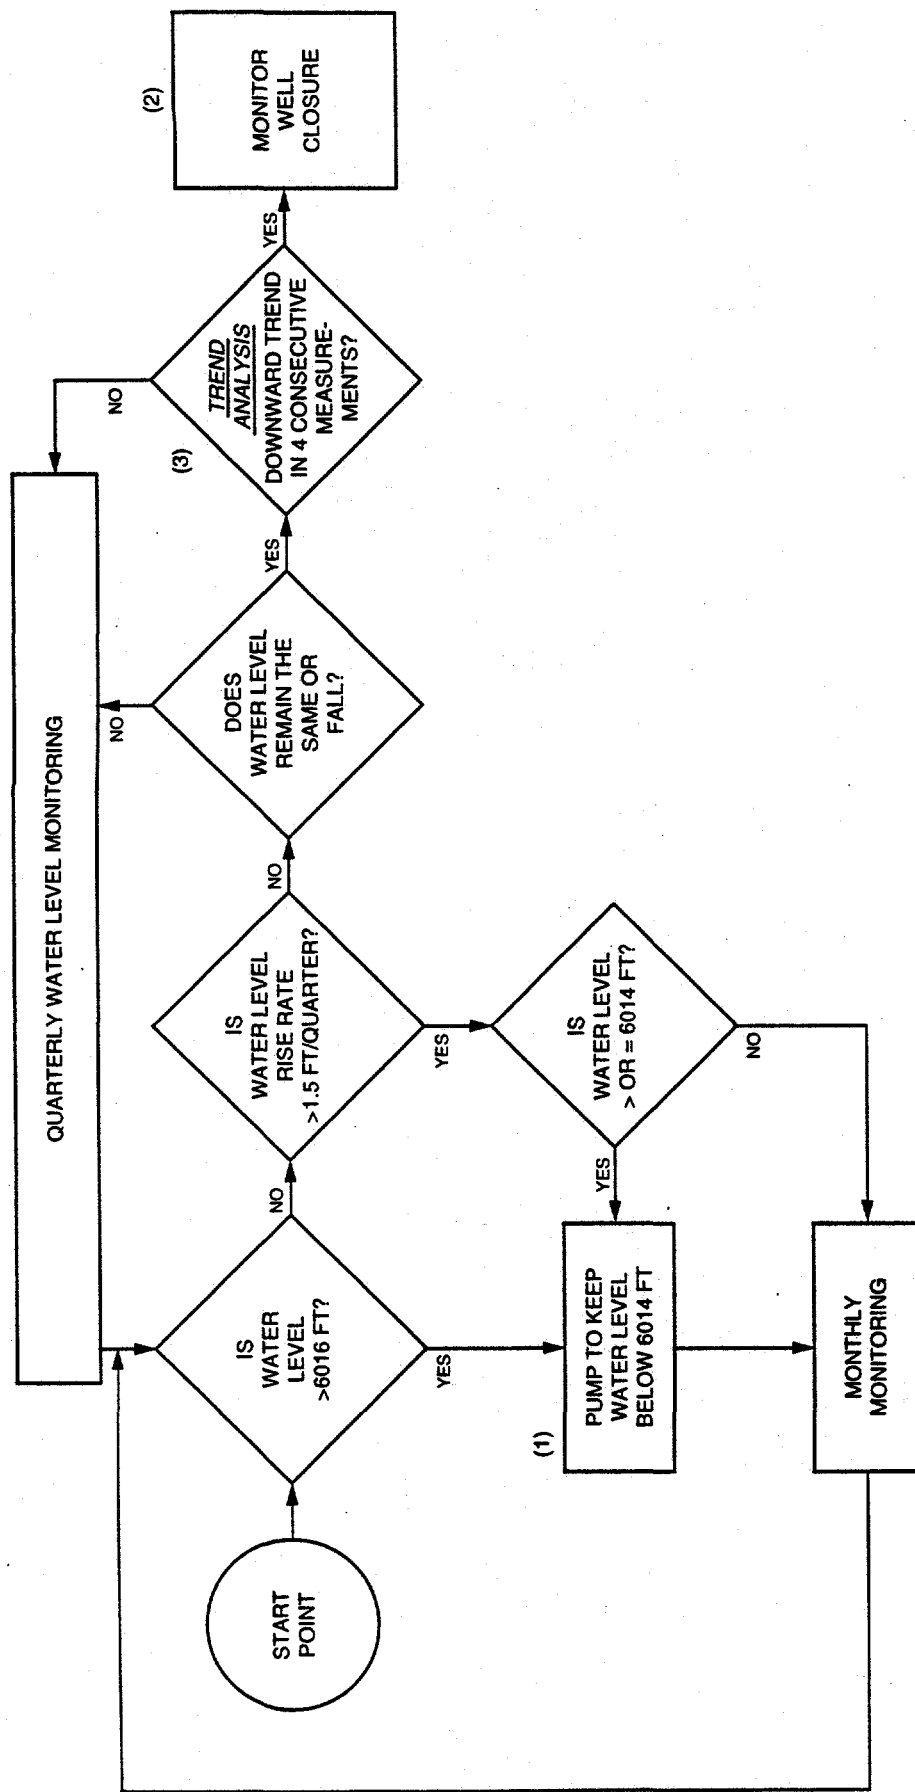 QUARTERLY WATER LEVEL MONITORING
START
POINT
IS
WATER
LEVEL
>6016 FT?
NO
YES
IS
WATER LEVEL
RISE RATE
>1.5 FT/QUARTER?
NO
YES
DOES
WATER LEVEL
REMAIN THE
SAME OR
FALL?
NO
YES
(3)
TREND
ANALYSIS
DOWNWARD TREND
IN 4 CONSECUTIVE
MEASURE-
MENTS?
NO
YES
(2)
MONITOR
WELL
CLOSURE
IS
WATER LEVEL
> OR = 6014 FT?
YES
NO
(1)
PUMP TO KEEP
WATER LEVEL
BELOW 6014 FT
MONTHLY
MONITORING